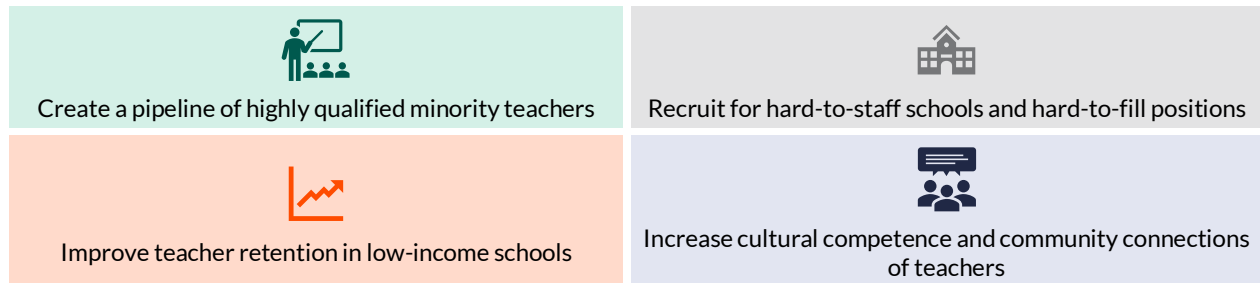 Create a pipeline of highly qualified minority teachers
Recruit for hard-to-staff schools and hard-to-fill positions
Improve teacher retention in low-income schools
Increase cultural competence and community connections
of teachers